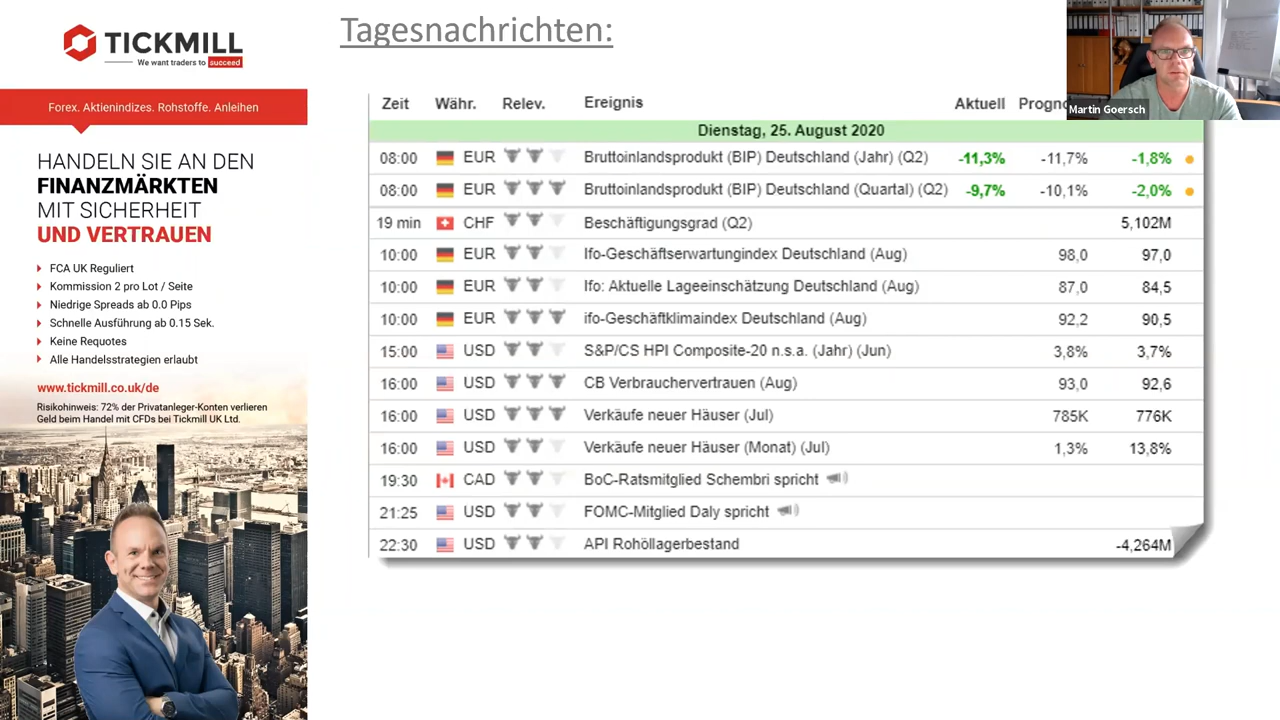 TICKMILL
We want traders to succeed
Forex. Aktienindizes. Rohstoffe. Anleihen
HANDELN SIE AN DEN
FINANZMÄRKTEN
MIT SICHERHEIT
UND VERTRAUEN
FCA UK Reguliert
Kommission 2 pro Lot / Seite
Niedrige Spreads ab 0.0 Pips
Schnelle Ausführung ab 0.15 Sek.
Keine Requotes
Alle Handelsstrategien erlaubt
www.tickmill.co.uk/de
Risikohinweis: 72% der Privatanleger-Konten verlieren
Geld beim Handel mit CFDs bei Tickmill UK Ltd.
Tagesnachrichten:
Martin Goersch
Zeit Währ. Relev. Ereignis Aktuell
Dienstag, 25. August 2020
08:00 EUR Bruttoinlandsprodukt (BIP) Deutschland (Jahr) (Q2) -11,3% -11,7% -1,8%
08:00 EUR Bruttoinlandsprodukt (BIP) Deutschland (Quartal) (Q2) -9,7% -10,1% -2,0%
19 min CHF Beschäftigungsgrad (Q2) 5,102M
10:00 EUR Ifo-Geschäftserwartungindex Deutschland (Aug) 98,0 97,0
10:00 EUR Ifo: Aktuelle Lageeinschätzung Deutschland (Aug) 87,0 84,5
10:00 EUR ifo-Geschäftklimaindex Deutschland (Aug) 92,2 90,5
15:00 USD S&P/CS HPI Composite-20 n.s.a. (Jahr) (Jun) 3,8% 3,7%
16:00 USD CB Verbrauchervertrauen (Aug) 93,0 92,6
16:00 USD Verkäufe neuer Häuser (Jul) 785K 776K
16:00 USD Verkäufe neuer Häuser (Monat) (Jul) 1,3% 13,8%
19:30 CAD BoC-Ratsmitglied Schembri spricht
21:25 USD FOMC-Mitglied Daly spricht
22:30 USD API Rohöllagerbestand -4,264M